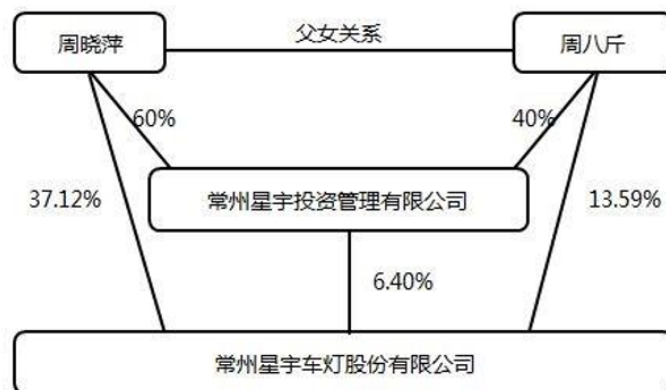 周晓萍
父女关系
周八斤
60%
40%
37.12%
常州星宇投资管理有限公司
13.59%
6.40%
常州星宇车灯股份有限公司